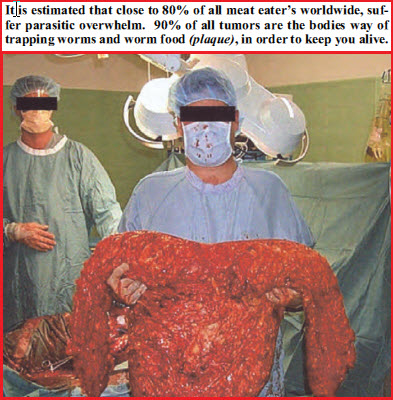 It is estimated that close to 80% of all meat eater's worldwide, suf-
fer parasitic overwhelm.  90% of all tumors are the bodies way of
trapping worms and worm food (plaque), in order to keep you alive.